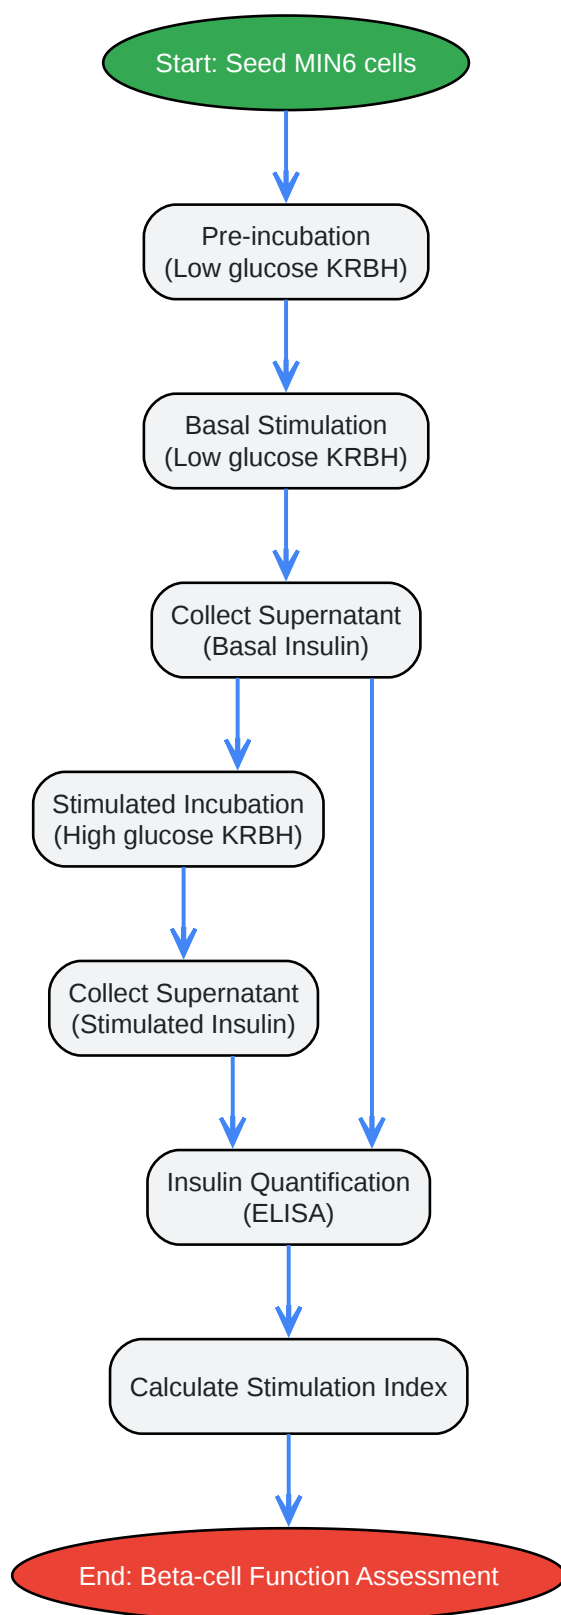 Start: Seed MIN6 cells
Pre-incubation
(Low glucose KRBH)
Basal Stimulation
(Low glucose KRBH)
Collect Supernatant
(Basal Insulin)
Stimulated Incubation
(High glucose KRBH)
Collect Supernatant
(Stimulated Insulin)
Insulin Quantification
(ELISA)
Calculate Stimulation Index
End: Beta-cell Function Assessment